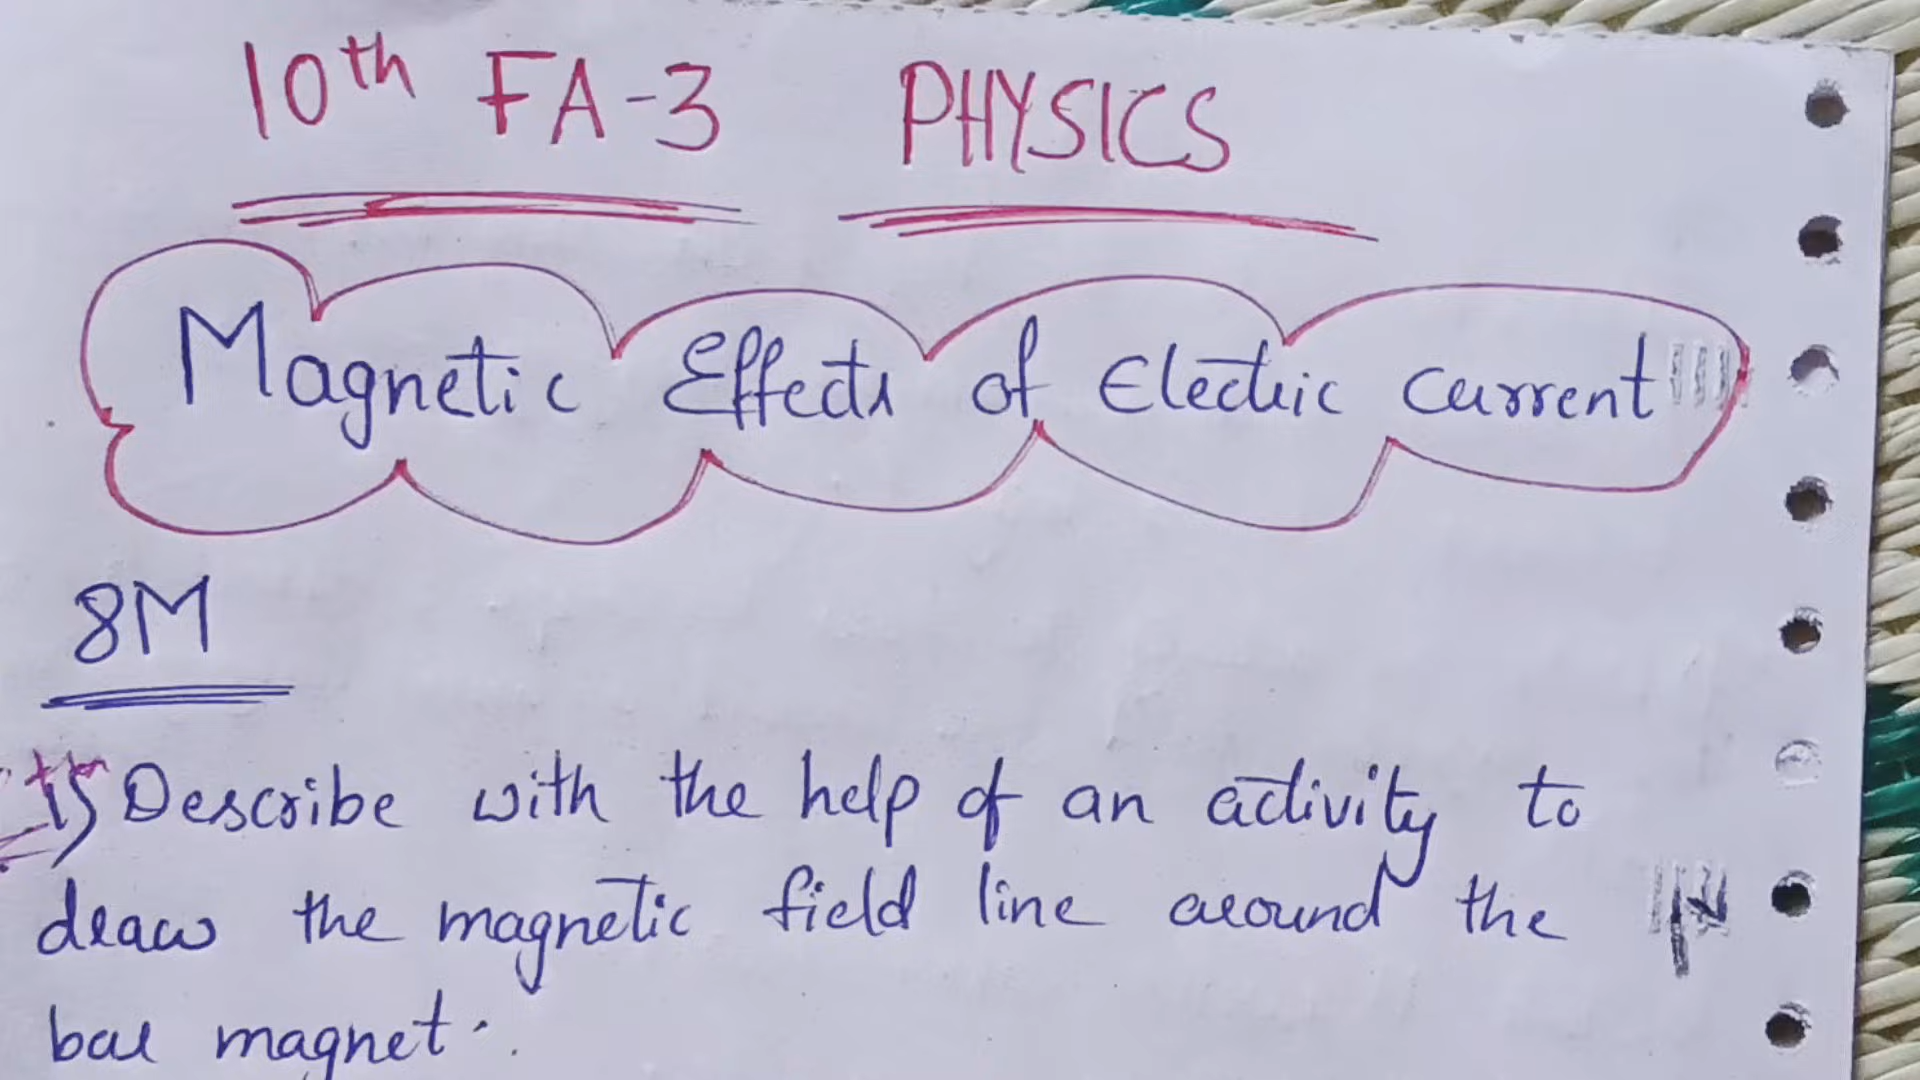 10th FA-3 PHYSICS
Magnetic Effects of Electric Current
8M
1) Describe with the help of an activity to
draw the magnetic field line around the
bar magnet.